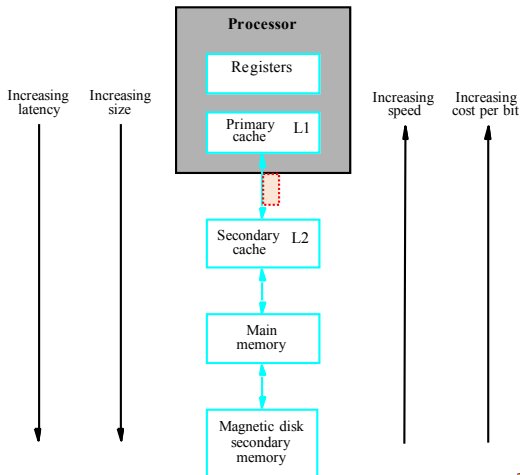 Processor
Registers
Primary
cache L1
Increasing
latency
Increasing
size
Increasing
speed
Increasing
cost per bit
Secondary L2
cache
Main
memory
Magnetic disk
secondary
memory